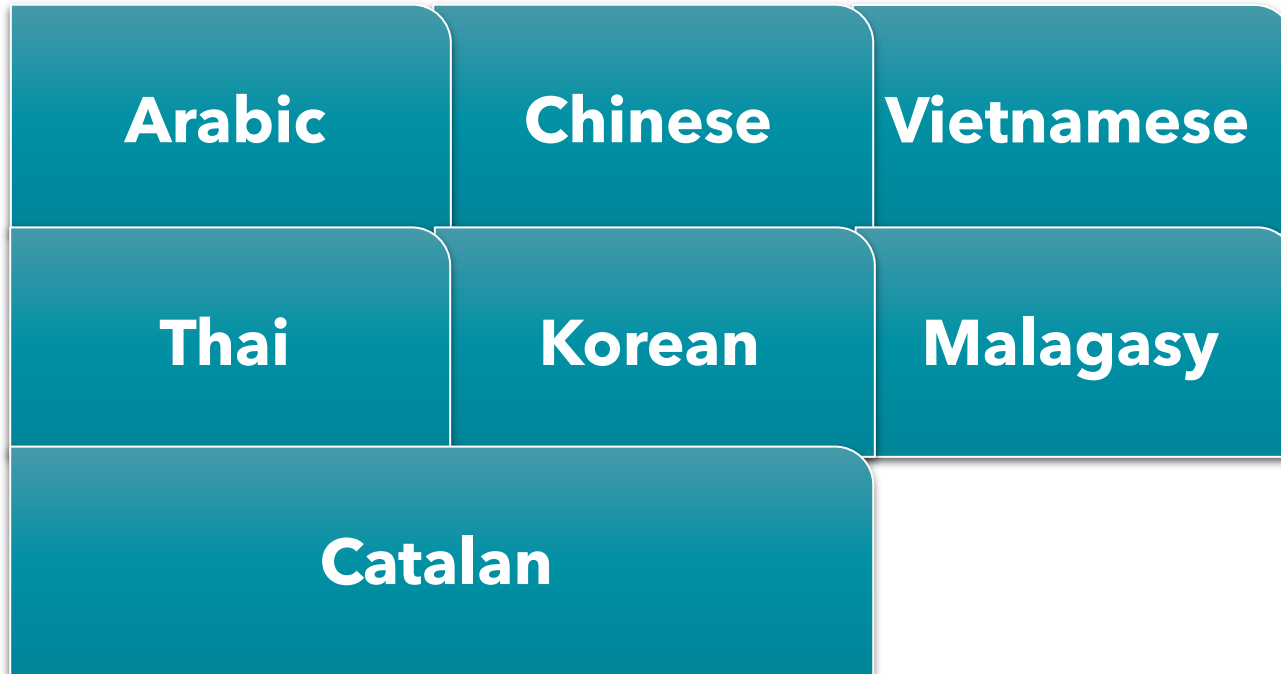 Arabic
Chinese
Vietnamese
Thai
Korean
Malagasy
Catalan